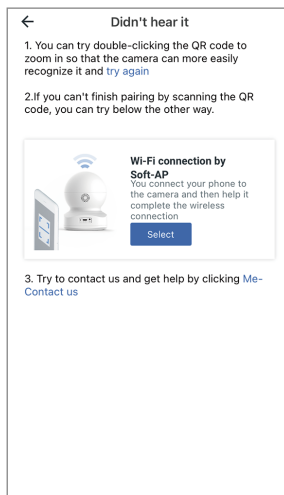 Didn't hear it
1. You can try double-clicking the QR code to
zoom in so that the camera can more easily
recognize it and try again
2.If you can't finish pairing by scanning the QR
code, you can try below the other way.
Wi-Fi connection by
Soft-AP
You connect your phone to
the camera and then help it
complete the wireless
connection
Select
3. Try to contact us and get help by clicking Me-
Contact us